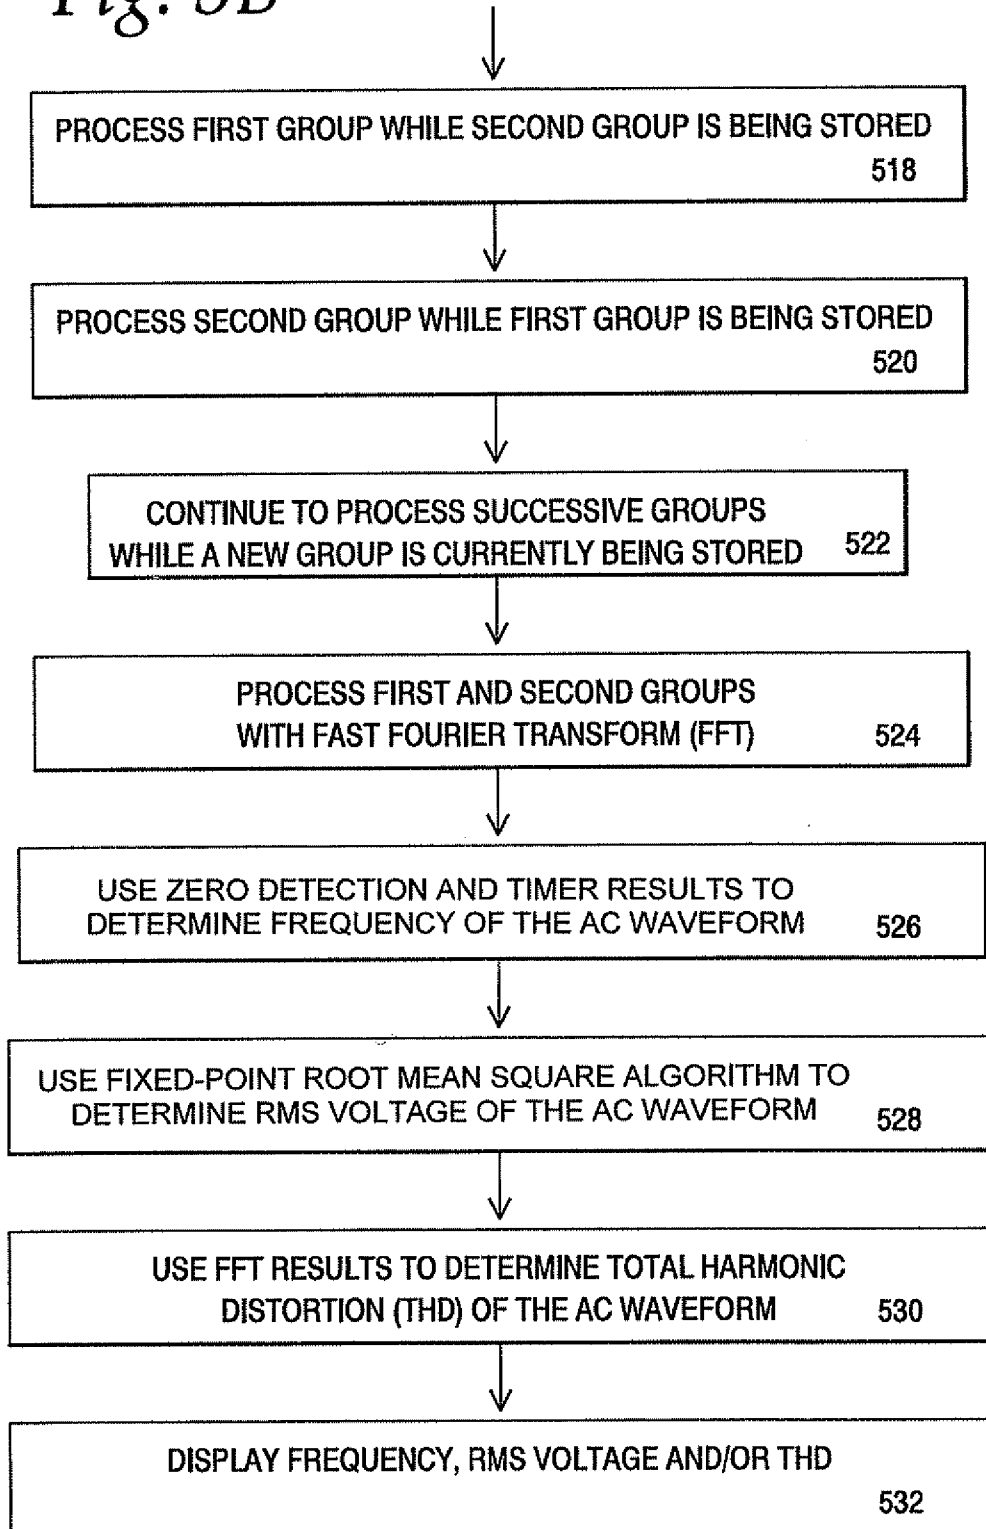 Fig. 5B
PROCESS FIRST GROUP WHILE SECOND GROUP IS BEING STORED
518
PROCESS SECOND GROUP WHILE FIRST GROUP IS BEING STORED
520
CONTINUE TO PROCESS SUCCESSIVE GROUPS
WHILE A NEW GROUP IS CURRENTLY BEING STORED 522
PROCESS FIRST AND SECOND GROUPS
WITH FAST FOURIER TRANSFORM (FFT) 524
USE ZERO DETECTION AND TIMER RESULTS TO
DETERMINE FREQUENCY OF THE AC WAVEFORM 526
USE FIXED-POINT ROOT MEAN SQUARE ALGORITHM TO
DETERMINE RMS VOLTAGE OF THE AC WAVEFORM 528
USE FFT RESULTS TO DETERMINE TOTAL HARMONIC
DISTORTION (THD) OF THE AC WAVEFORM 530
DISPLAY FREQUENCY, RMS VOLTAGE AND/OR THD
532